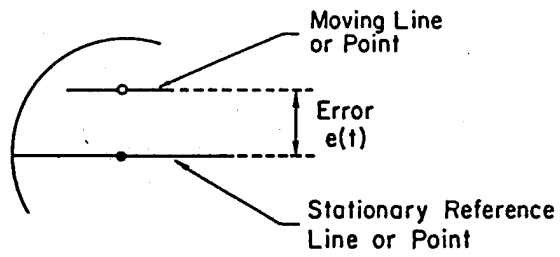 Moving Line
or Point
Error
e(t)
Stationary Reference
Line or Point